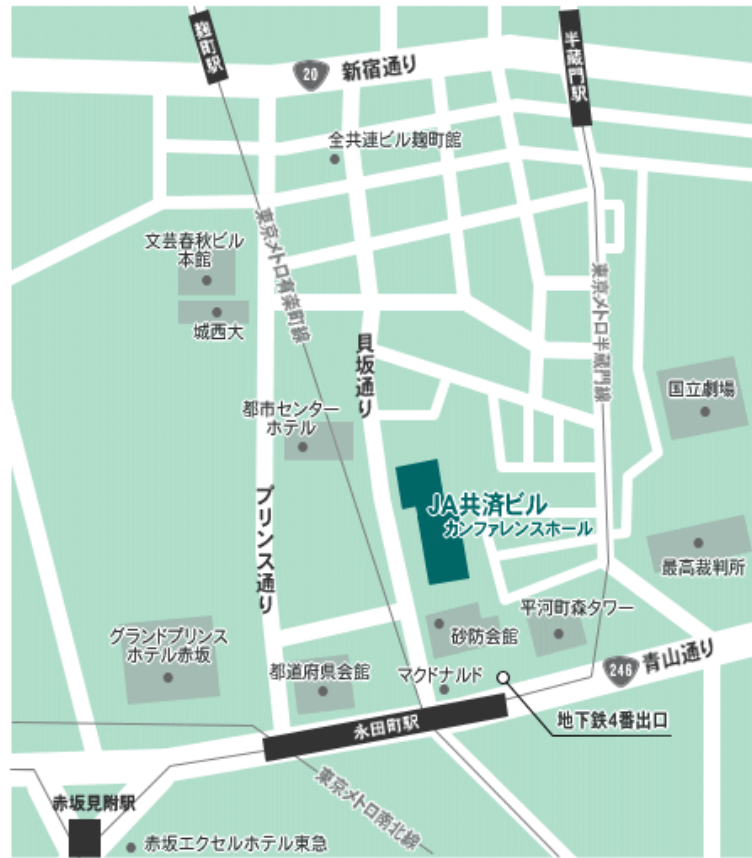 麹町駅
20
新宿通り
半蔵門駅
全共連ビル麹町館
東京メトロ有楽町線
文芸春秋ビル
本館
城西大
東京メトロ半蔵門線
貝坂通り
国立劇場
都市センター
ホテル
プリンス通り
JA共済ビル
カンファレンスホール
最高裁判所
平河町森タワー
砂防会館
グランドプリンス
ホテル赤坂
都道府県会館
マクドナルド
246
青山通り
地下鉄4番出口
永田町駅
東京メトロ南北線
赤坂見附駅
赤坂エクセルホテル東急